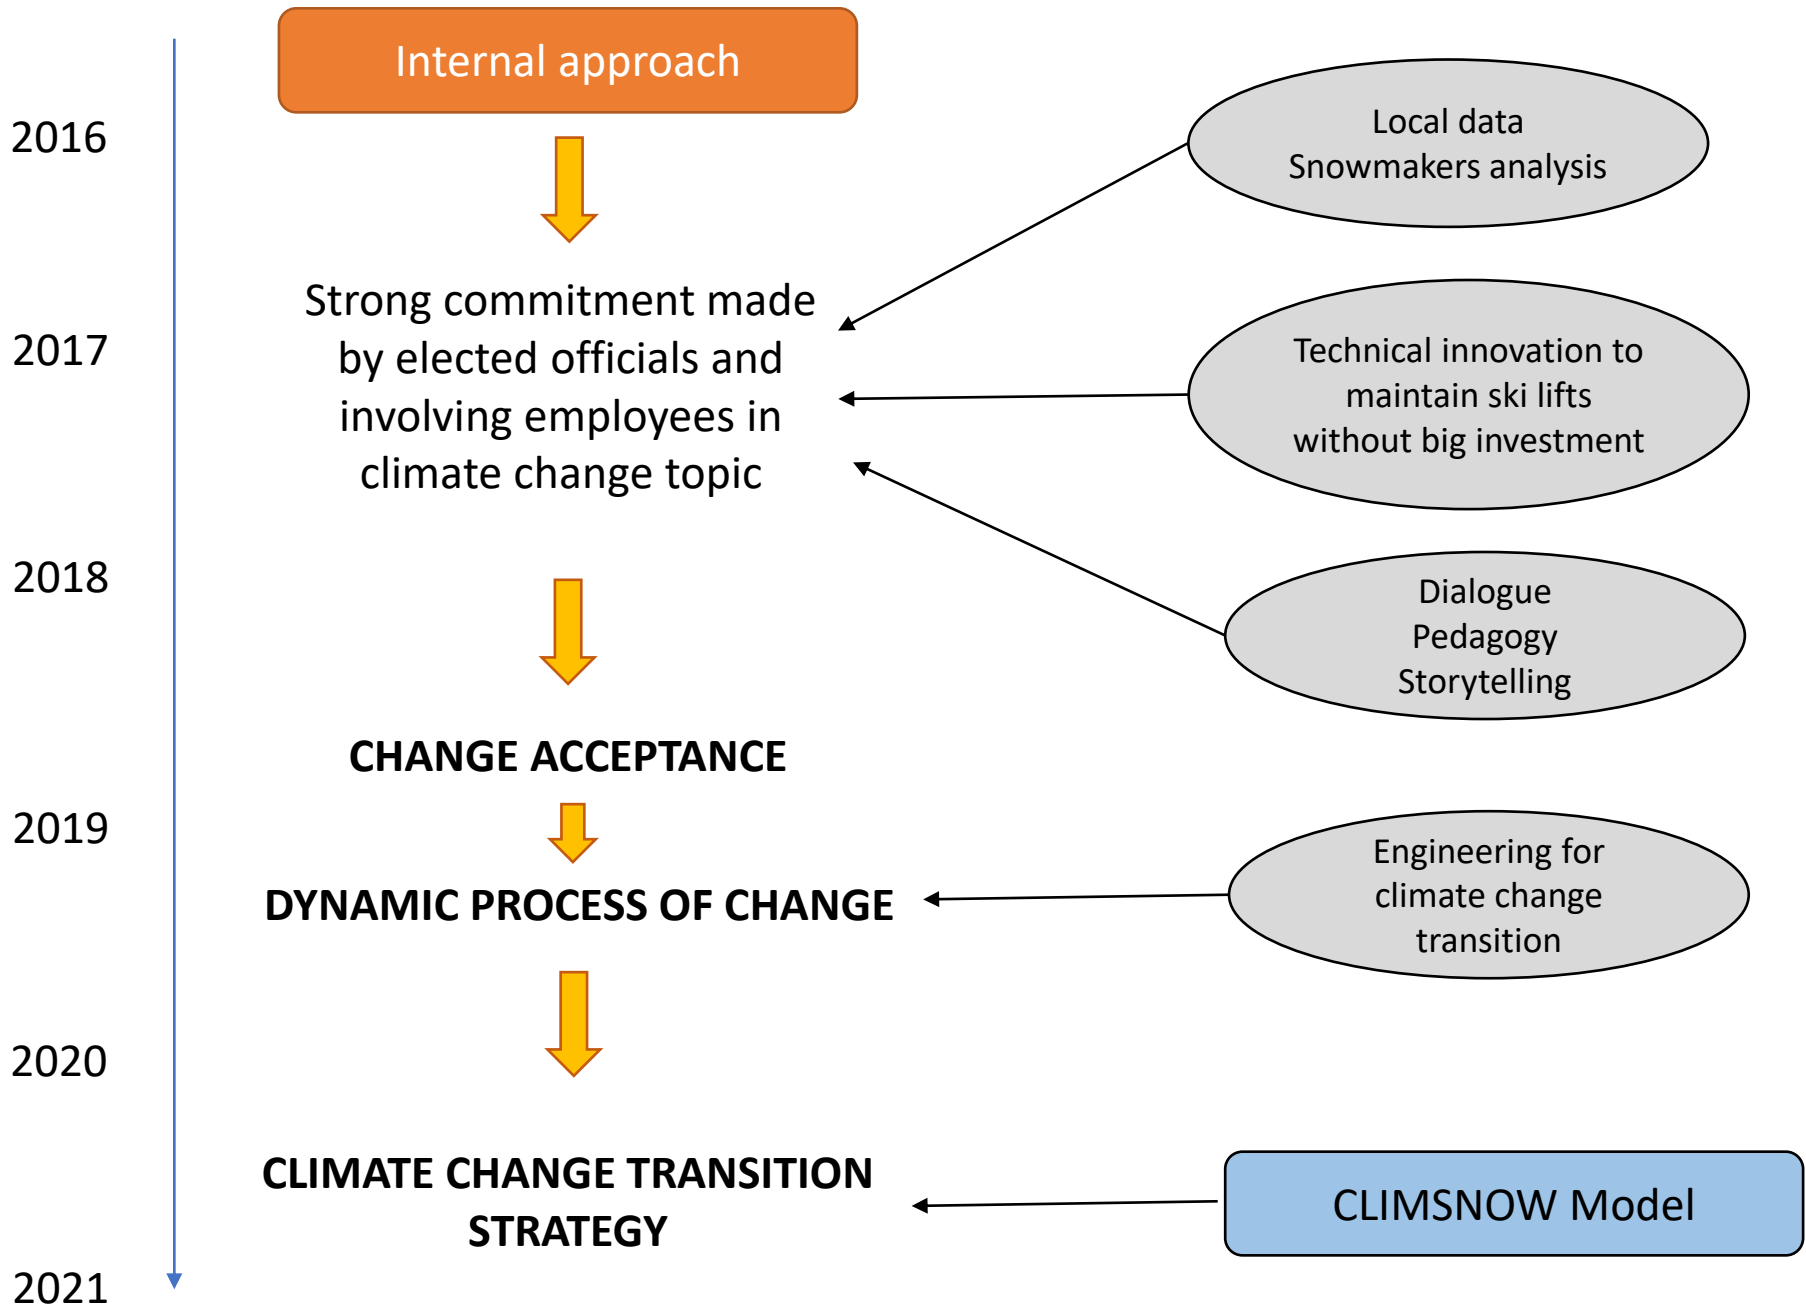 Internal approach
2016
Local data
Snowmakers analysis
Strong commitment made
by elected officials and
involving employees in
climate change topic
2017
Technical innovation to
maintain ski lifts
without big investment
2018
Dialogue
Pedagogy
Storytelling
CHANGE ACCEPTANCE
2019
DYNAMIC PROCESS OF CHANGE
Engineering for
climate change
transition
2020
CLIMATE CHANGE TRANSITION
STRATEGY
CLIMSNOW Model
2021